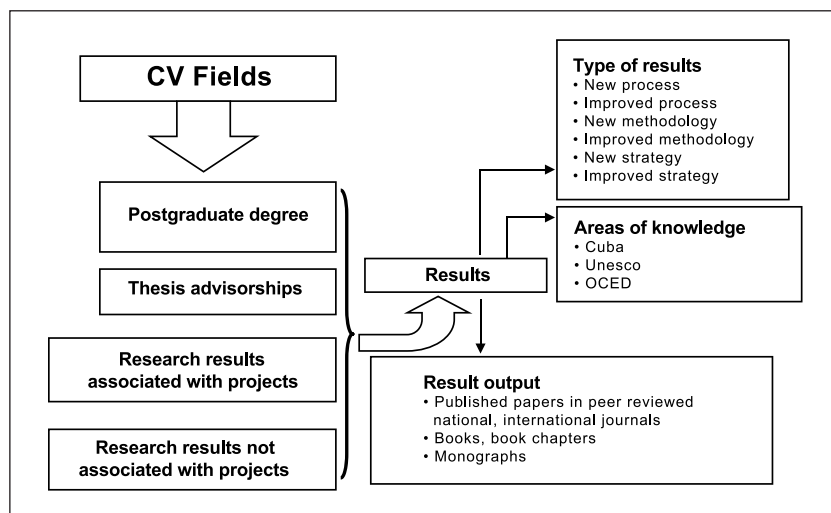 CV Fields
Postgraduate degree
Thesis advisorships
Research results
associated with projects
Research results not
associated with projects
Results
Type of results
• New process
• Improved process
• New methodology
• Improved methodology
• New strategy
• Improved strategy
Areas of knowledge
• Cuba
• Unesco
• OCED
Result output
• Published papers in peer reviewed
national, international journals
• Books, book chapters
• Monographs